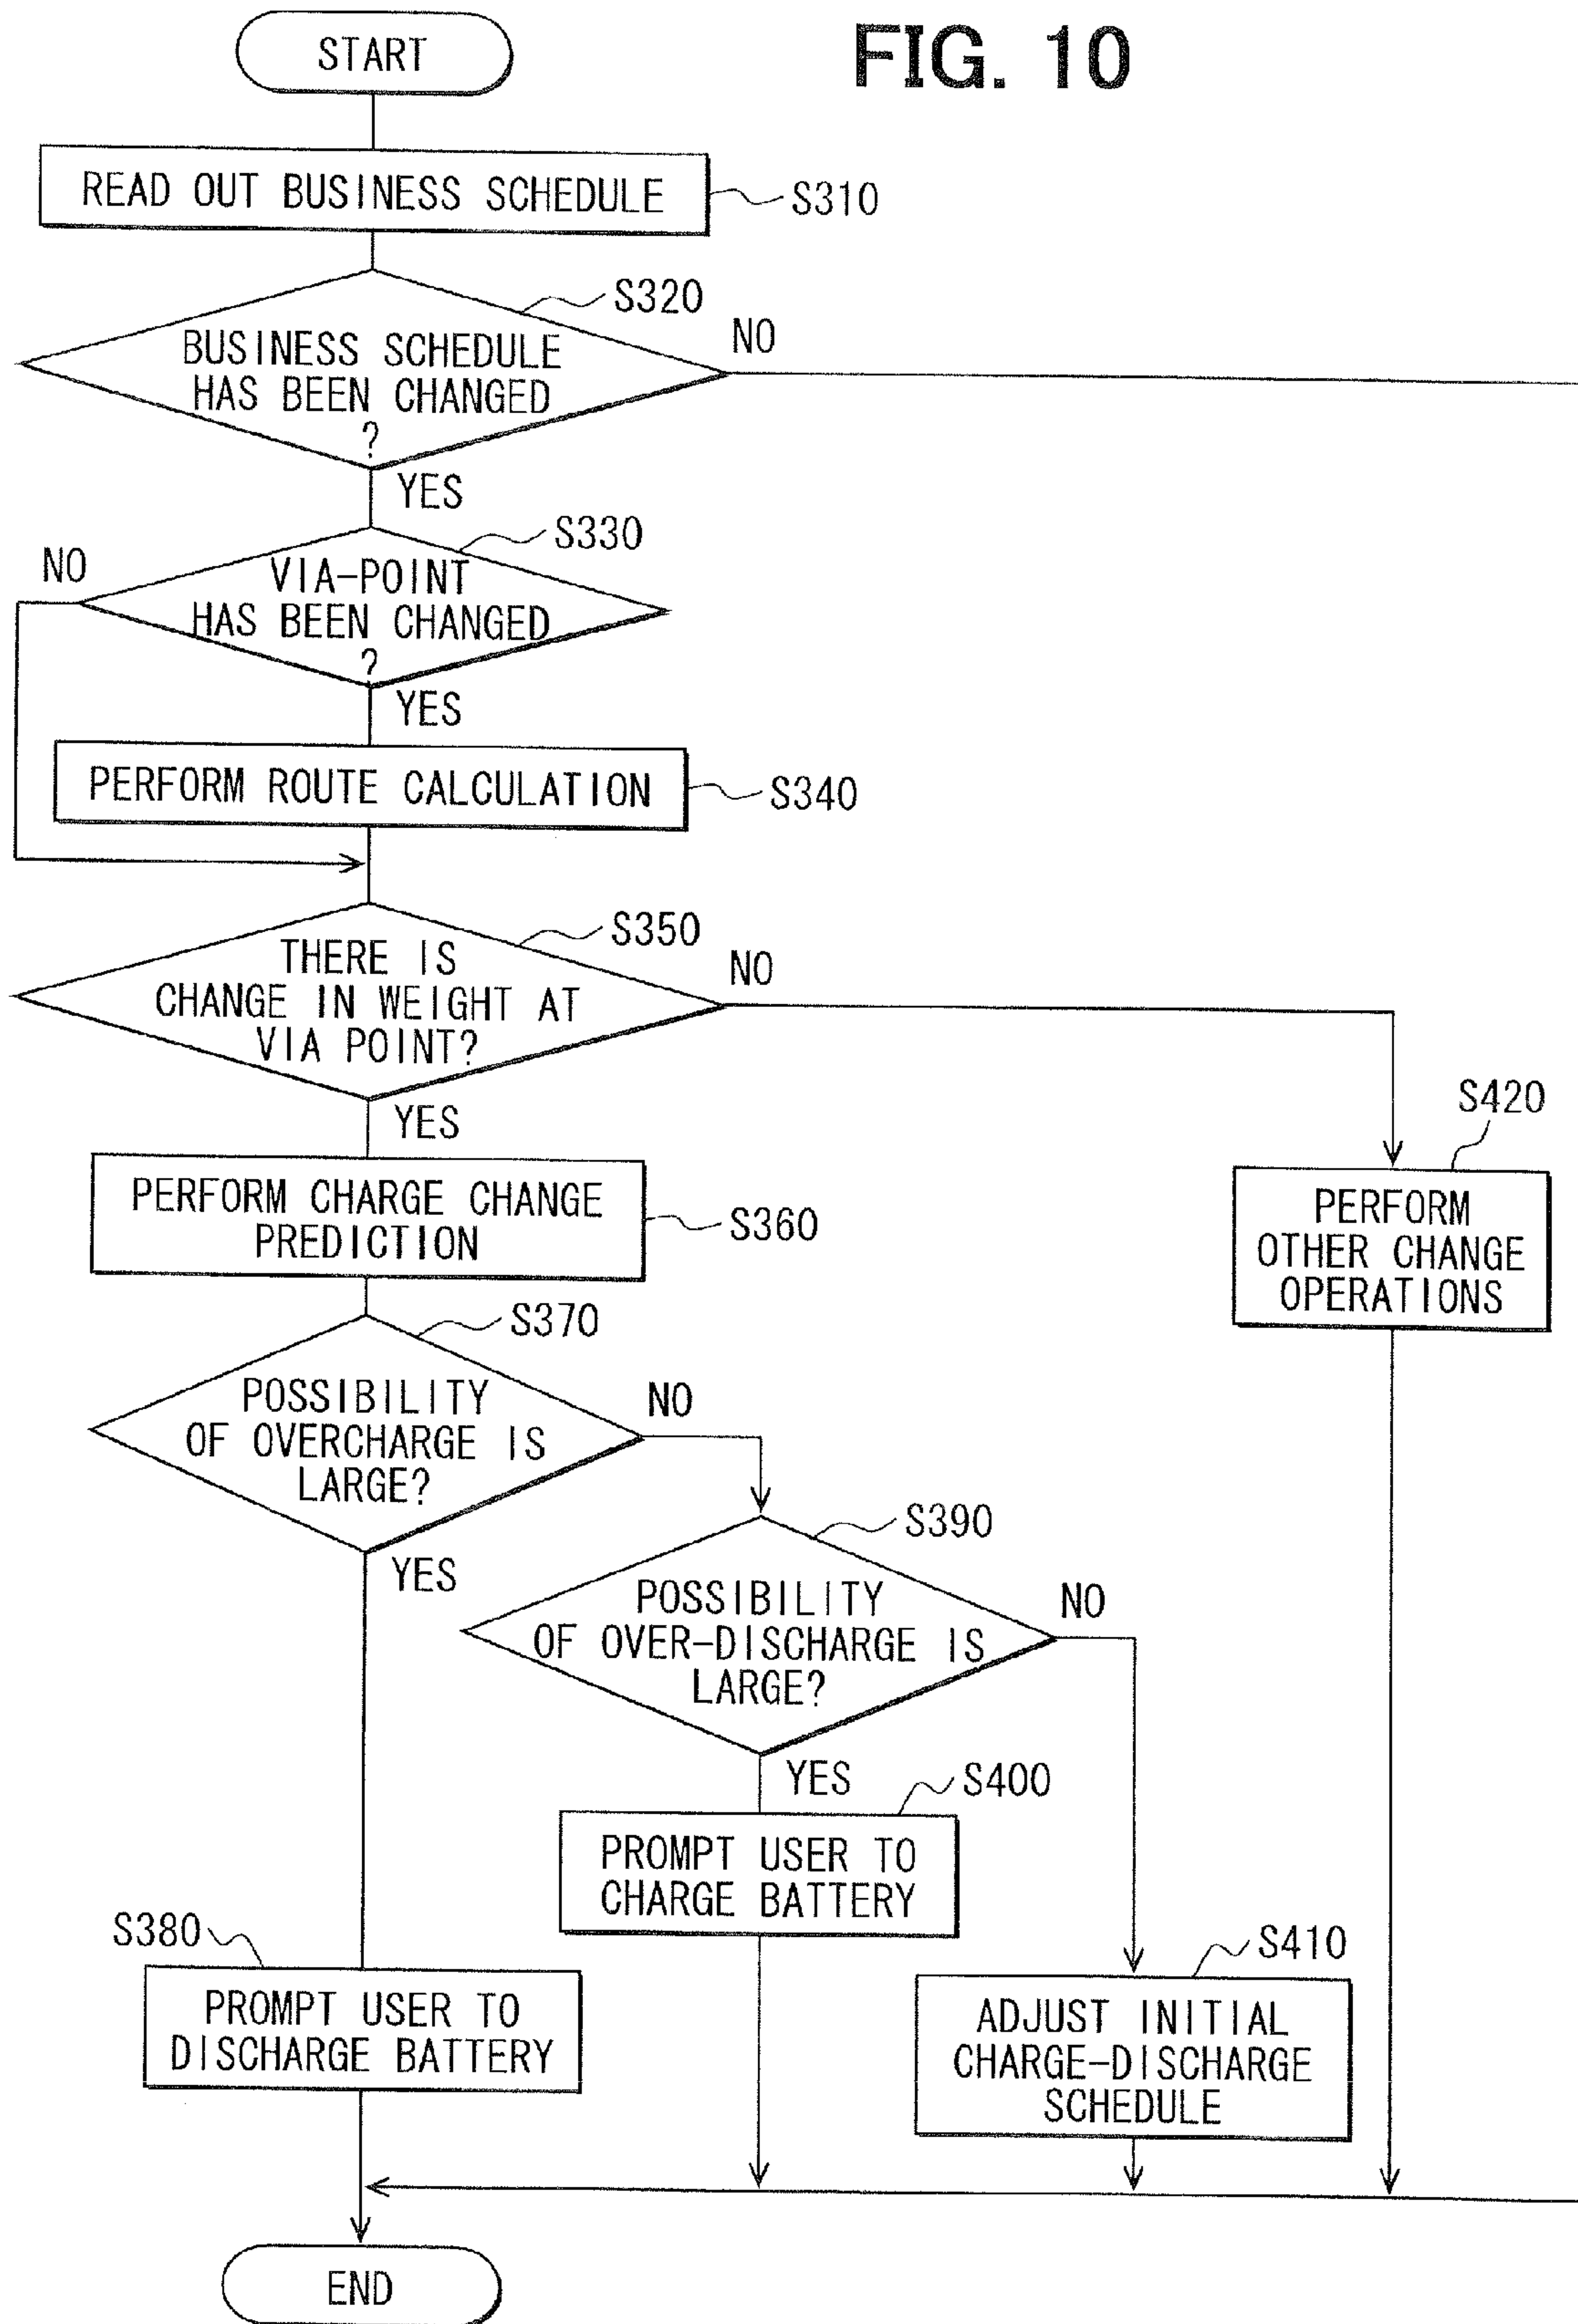 FIG. 10
START
READ OUT BUSINESS SCHEDULE
S310
S320
BUSINESS SCHEDULE
HAS BEEN CHANGED
?
NO
YES
S330
NO
VIA-POINT
HAS BEEN CHANGED
?
YES
PERFORM ROUTE CALCULATION
S340
S350
THERE IS
CHANGE IN WEIGHT AT
VIA POINT?
NO
YES
S420
PERFORM
OTHER CHANGE
OPERATIONS
PERFORM CHARGE CHANGE
PREDICTION
S360
S370
POSSIBILITY
OF OVERCHARGE IS
LARGE?
NO
YES
S390
POSSIBILITY
OF OVER-DISCHARGE IS
LARGE?
NO
YES
S400
PROMPT USER TO
CHARGE BATTERY
S380
PROMPT USER TO
DISCHARGE BATTERY
S410
ADJUST INITIAL
CHARGE-DISCHARGE
SCHEDULE
END